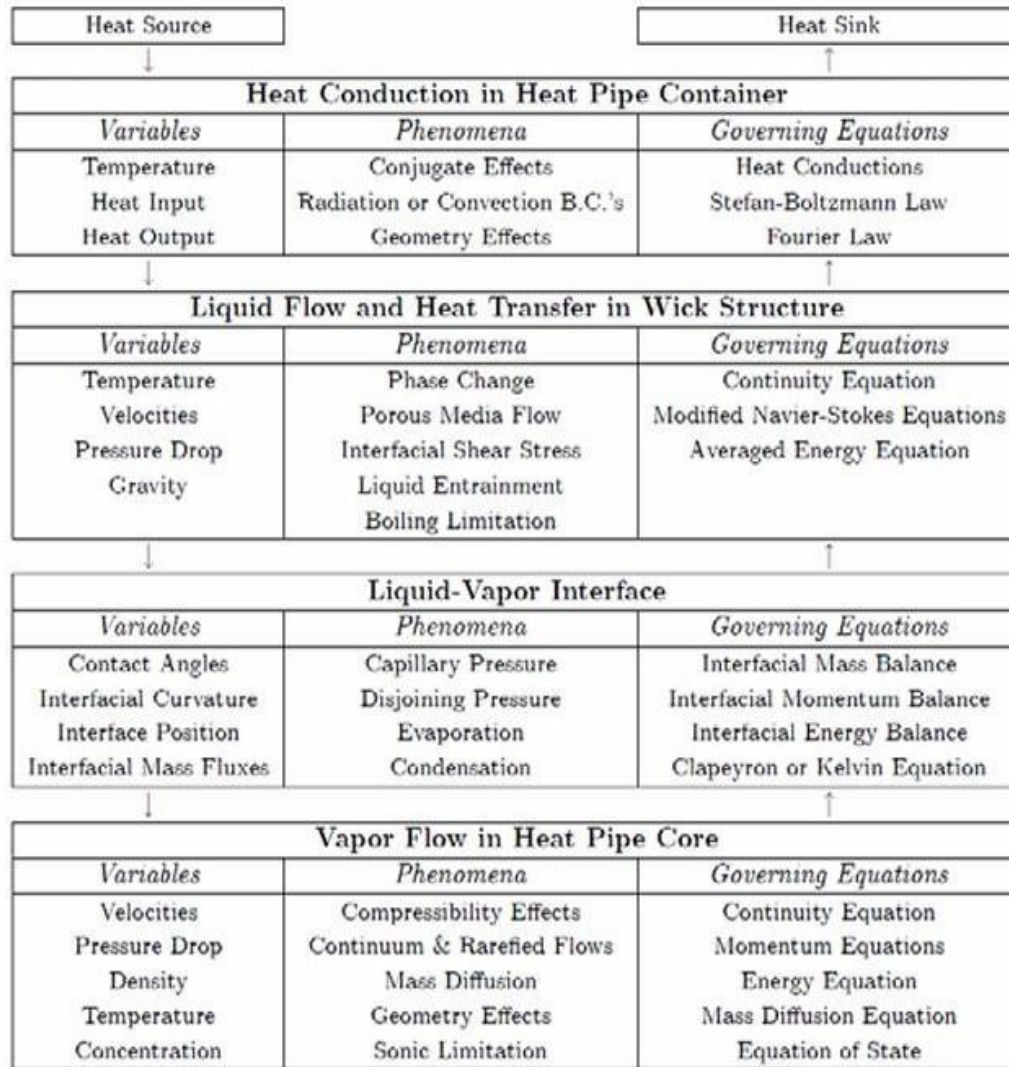 Heat Source Heat Sink
↓ ↑
Heat Conduction in Heat Pipe Container
Variables Phenomena Governing Equations
Temperature Conjugate Effects Heat Conductions
Heat Input Radiation or Convection B.C.'s Stefan-Boltzmann Law
Heat Output Geometry Effects Fourier Law
↓ ↑
Liquid Flow and Heat Transfer in Wick Structure
Variables Phenomena Governing Equations
Temperature Phase Change Continuity Equation
Velocities Porous Media Flow Modified Navier-Stokes Equations
Pressure Drop Interfacial Shear Stress Averaged Energy Equation
Gravity Liquid Entrainment
Boiling Limitation
↓ ↑
Liquid-Vapor Interface
Variables Phenomena Governing Equations
Contact Angles Capillary Pressure Interfacial Mass Balance
Interfacial Curvature Disjoining Pressure Interfacial Momentum Balance
Interface Position Evaporation Interfacial Energy Balance
Interfacial Mass Fluxes Condensation Clapeyron or Kelvin Equation
↓ ↑
Vapor Flow in Heat Pipe Core
Variables Phenomena Governing Equations
Velocities Compressibility Effects Continuity Equation
Pressure Drop Continuum & Rarefied Flows Momentum Equations
Density Mass Diffusion Energy Equation
Temperature Geometry Effects Mass Diffusion Equation
Concentration Sonic Limitation Equation of State